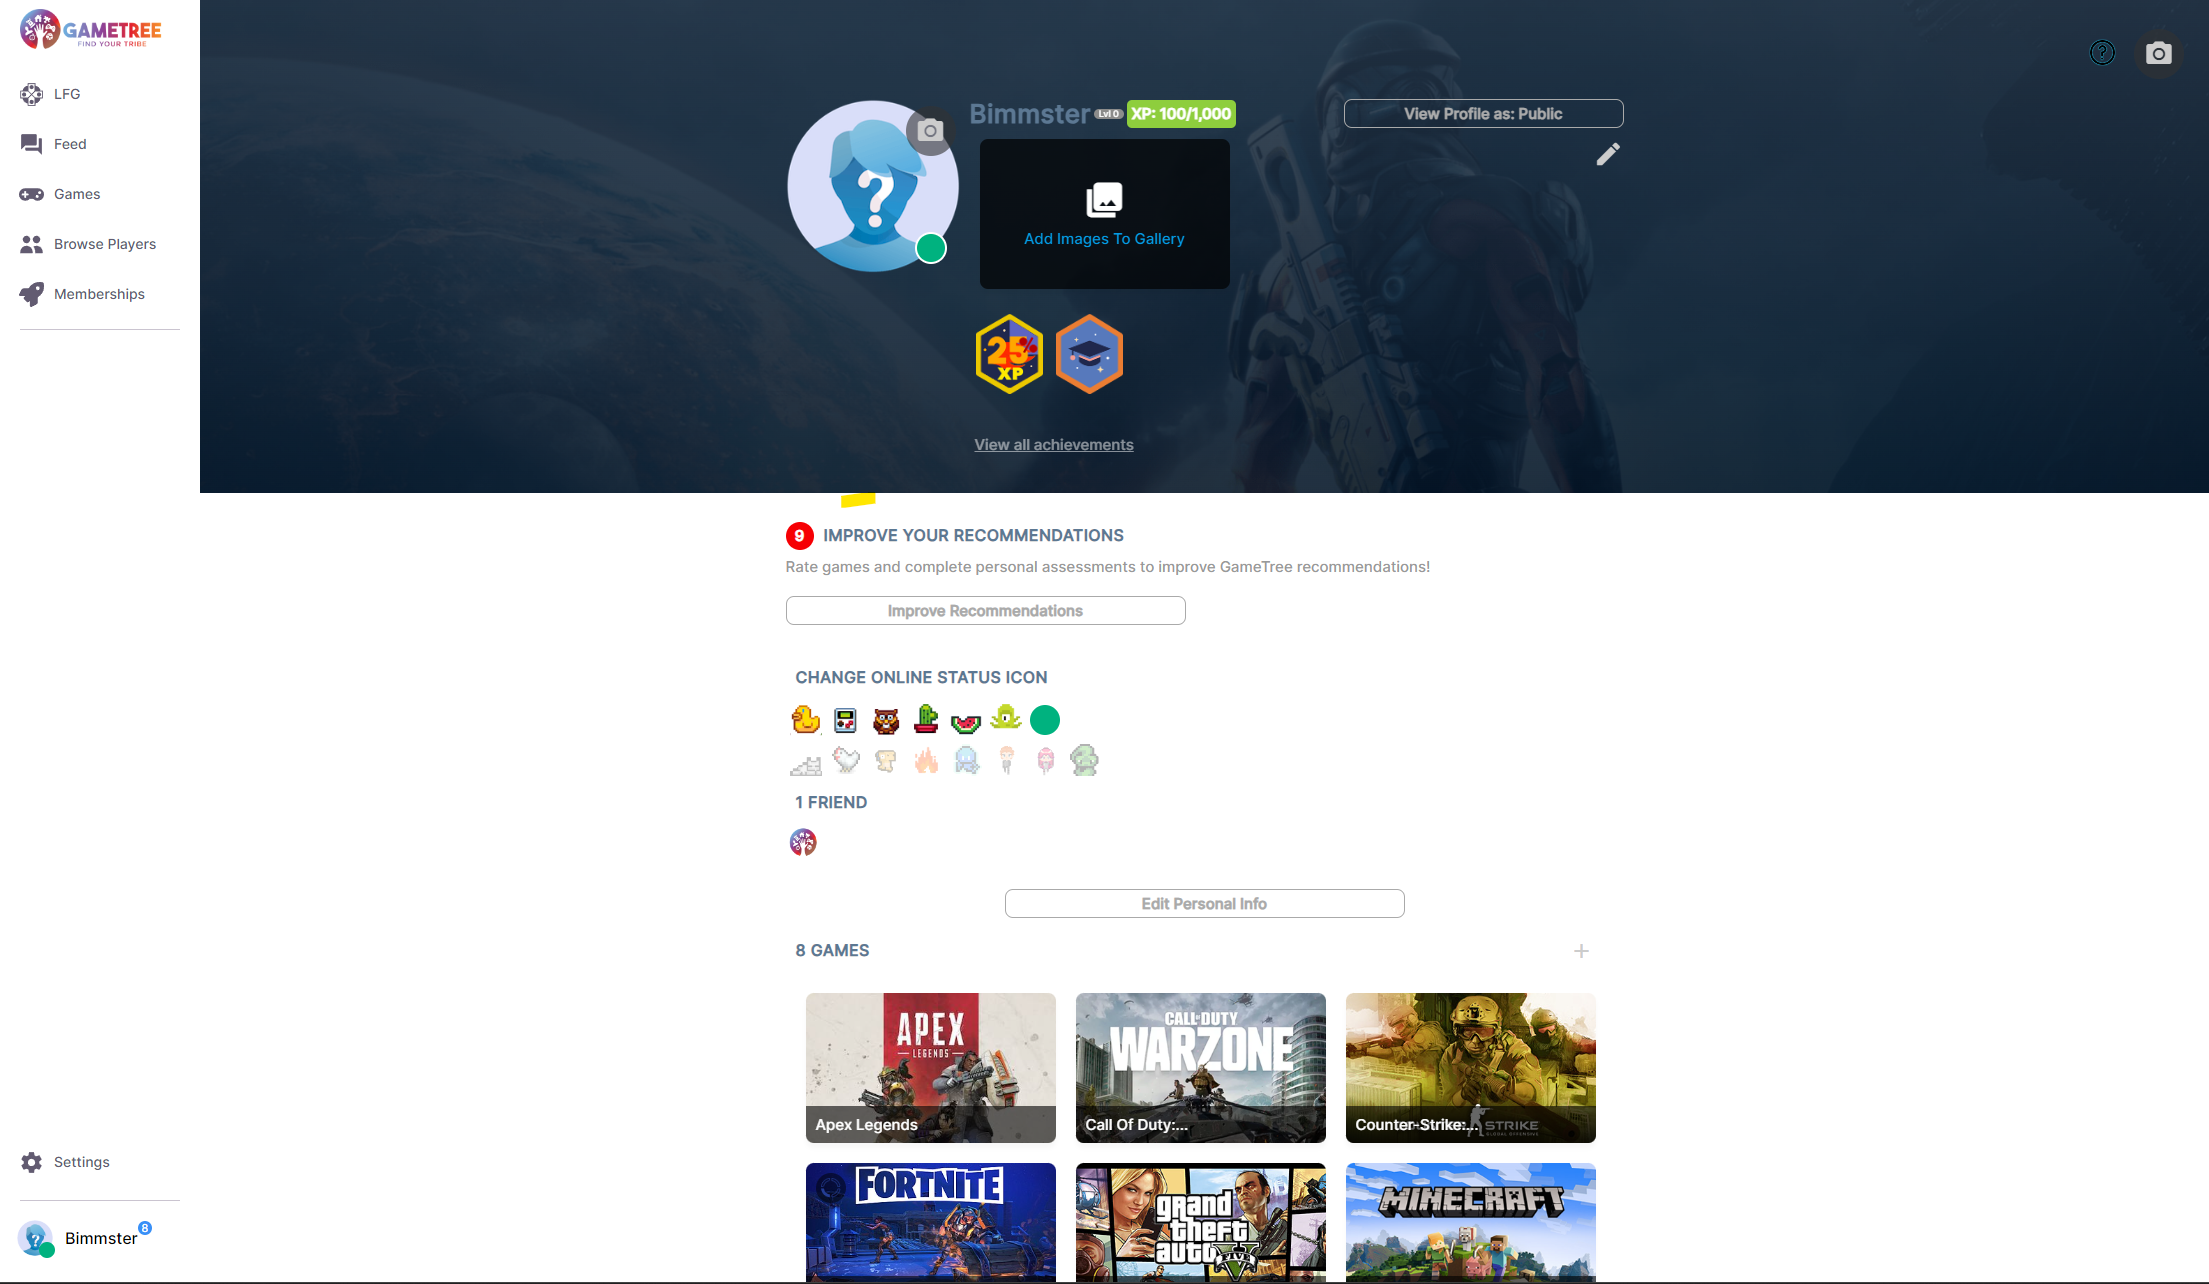 GAMETREE
FIND YOUR TRIBE
LFG
Feed
Games
Browse Players
Memberships
Settings
?
Bimmster 8
?
Bimmster Lvl 0 XP: 100/1,000
View Profile as: Public
?
Add Images To Gallery
25%
XP
View all achievements
9 IMPROVE YOUR RECOMMENDATIONS
Rate games and complete personal assessments to improve GameTree recommendations!
Improve Recommendations
CHANGE ONLINE STATUS ICON
1 FRIEND
Edit Personal Info
8 GAMES
APEX
LEGENDS
Apex Legends
CALL OF DUTY
WARZONE
Call Of Duty:...
Counter-Strike:...
STRIKE
GLOBAL OFFENSIVE
FORTNITE
grand
theft
auto
FIVE
MINECRAFT